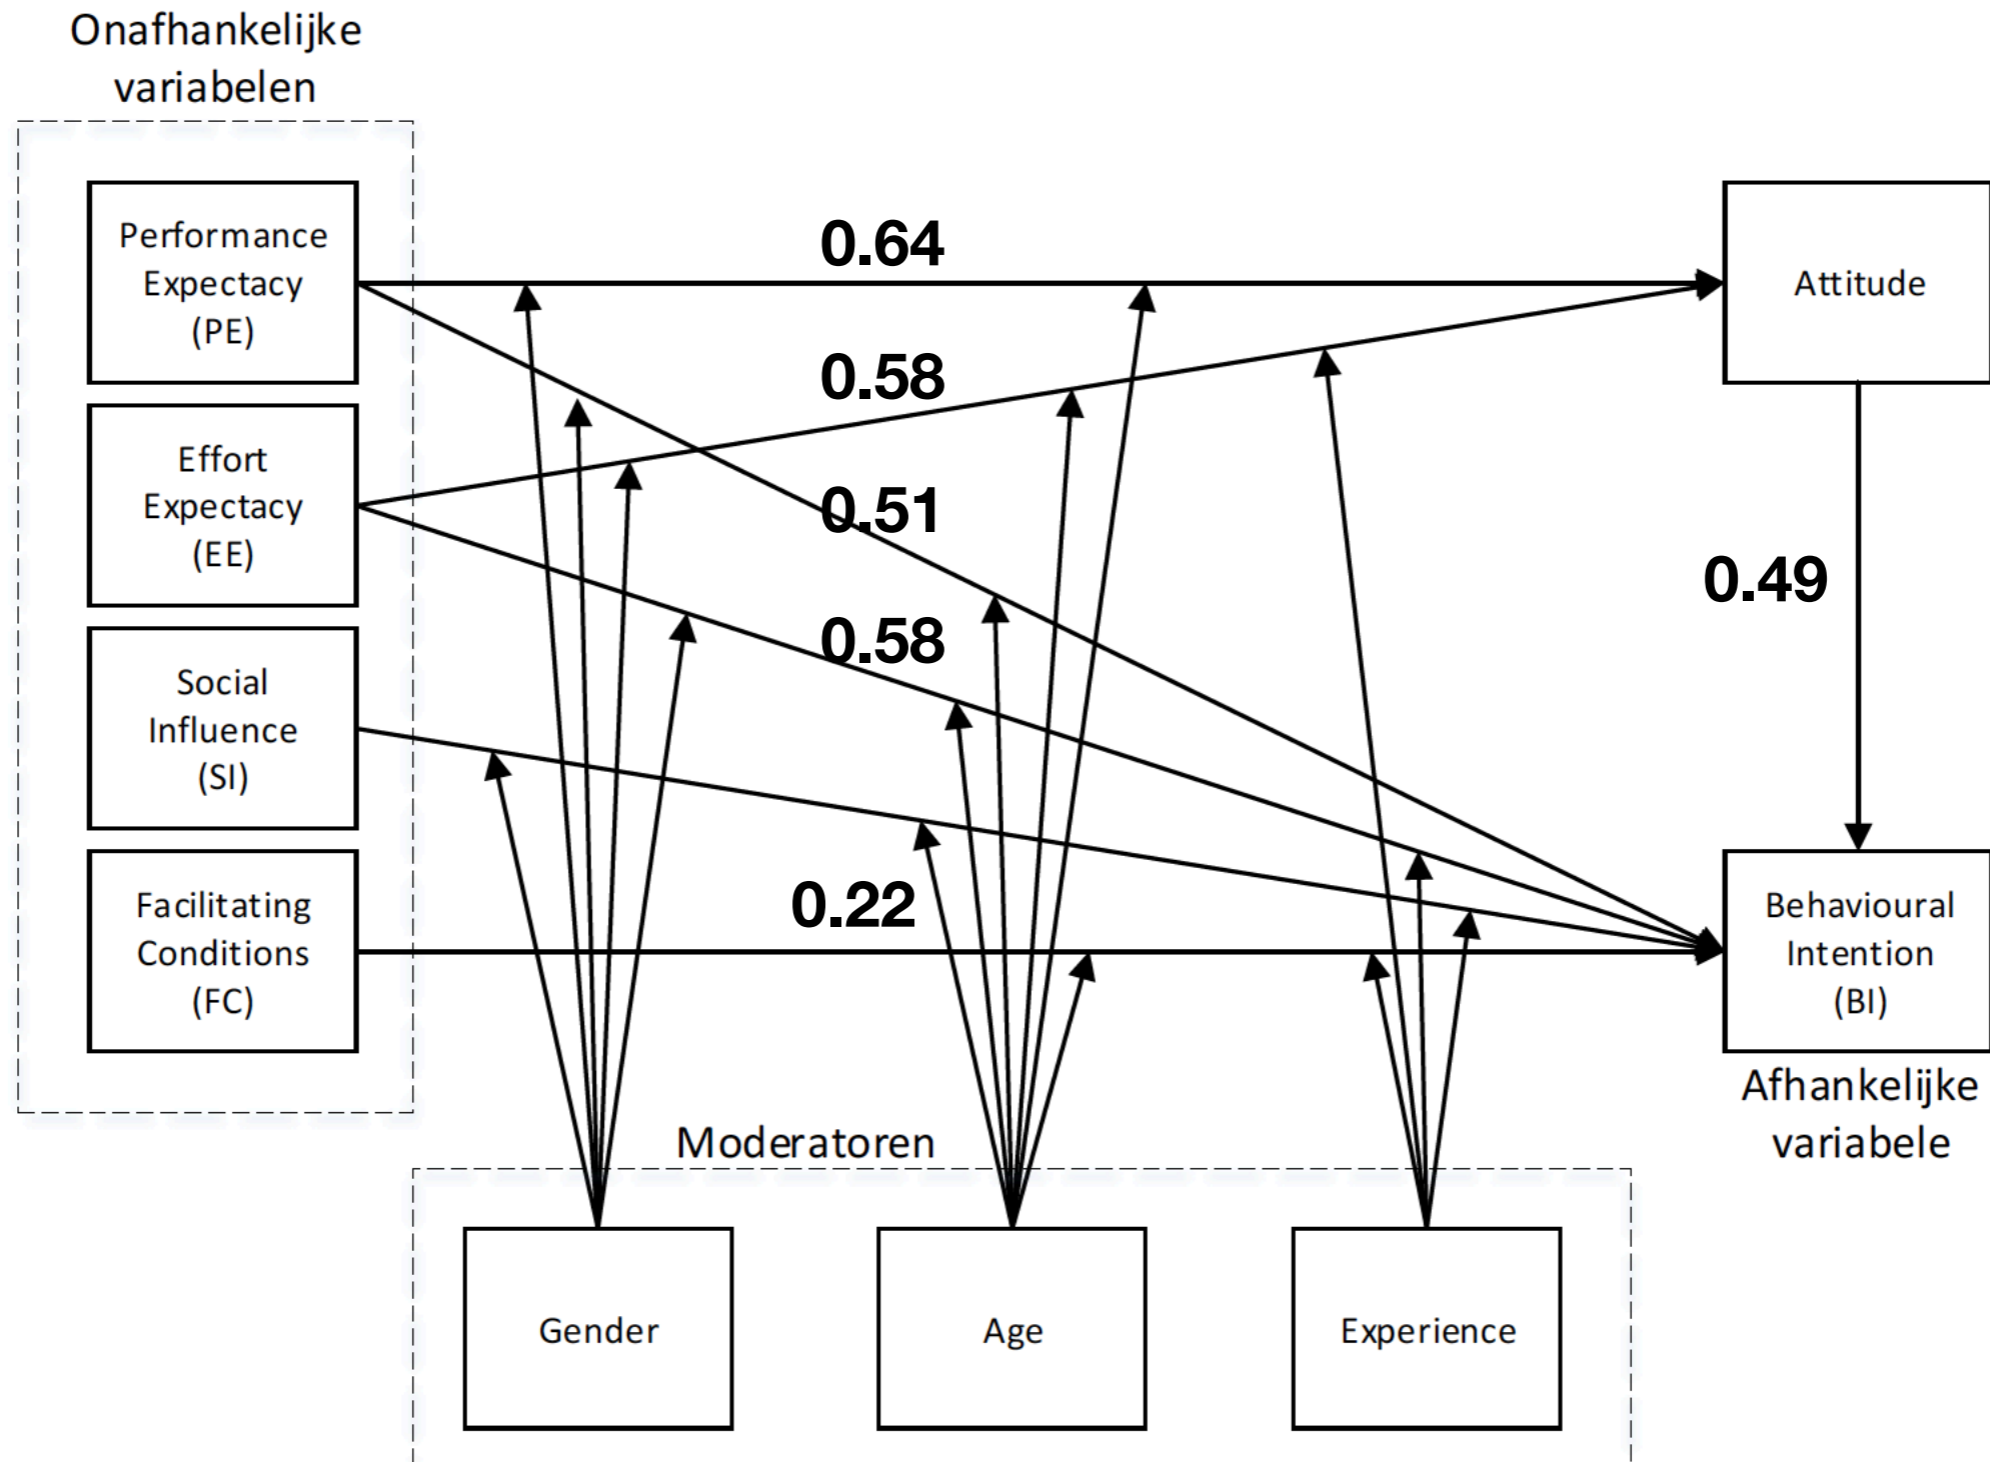 Onafhankelijke
variabelen
Performance
Expectacy
(PE)
Effort
Expectacy
(EE)
Social
Influence
(SI)
Facilitating
Conditions
(FC)
0.64
0.58
0.51
0.58
0.22
0.49
Attitude
Behavioural
Intention
(BI)
Afhankelijke
variabele
Moderatoren
Gender
Age
Experience